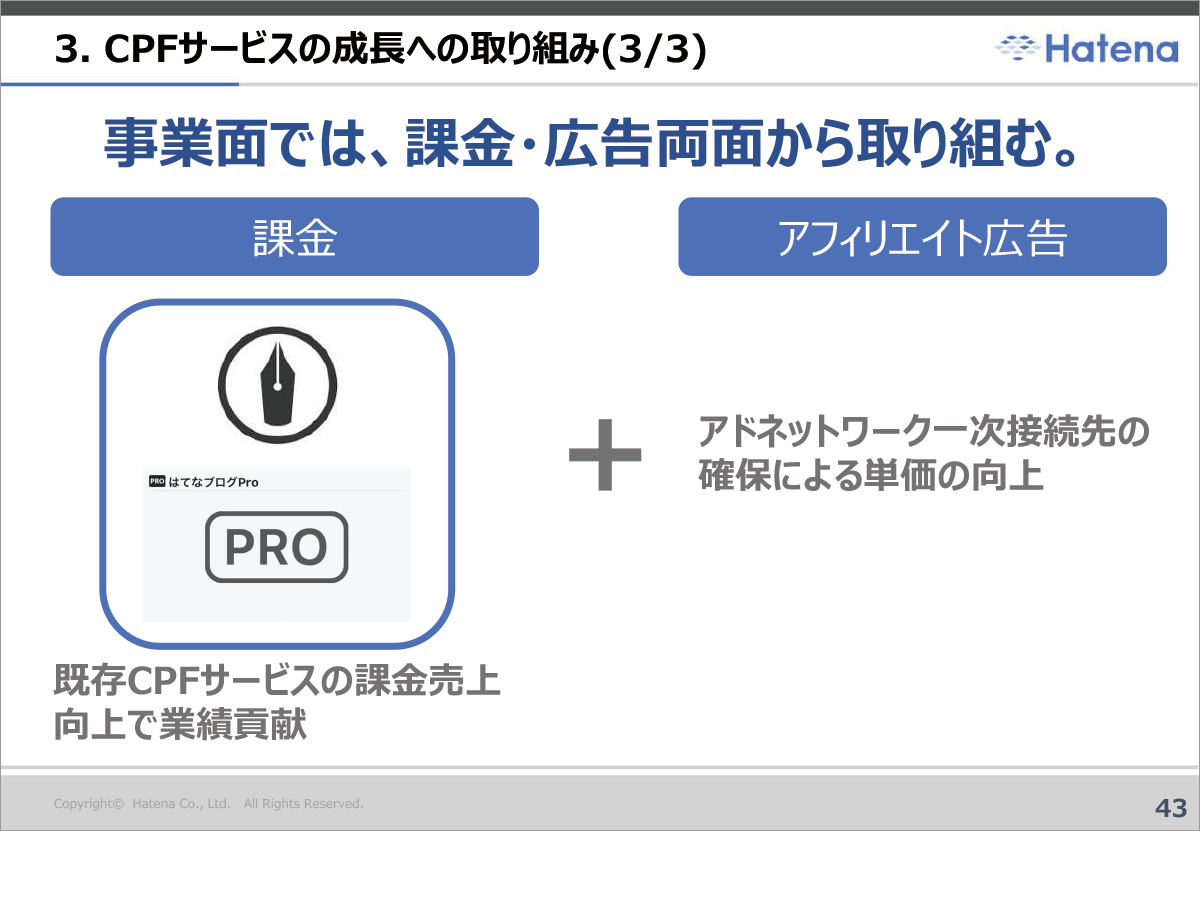 3. CPFサービスの成長への取り組み(3/3)
Hatena
事業面では、課金・広告両面から取り組む。
課金
アフィリエイト広告
PRO はてなブログPro
PRO
+
アドネットワーク一次接続先の
確保による単価の向上
既存CPFサービスの課金売上
向上で業績貢献
Copyright© Hatena Co., Ltd. All Rights Reserved.
43